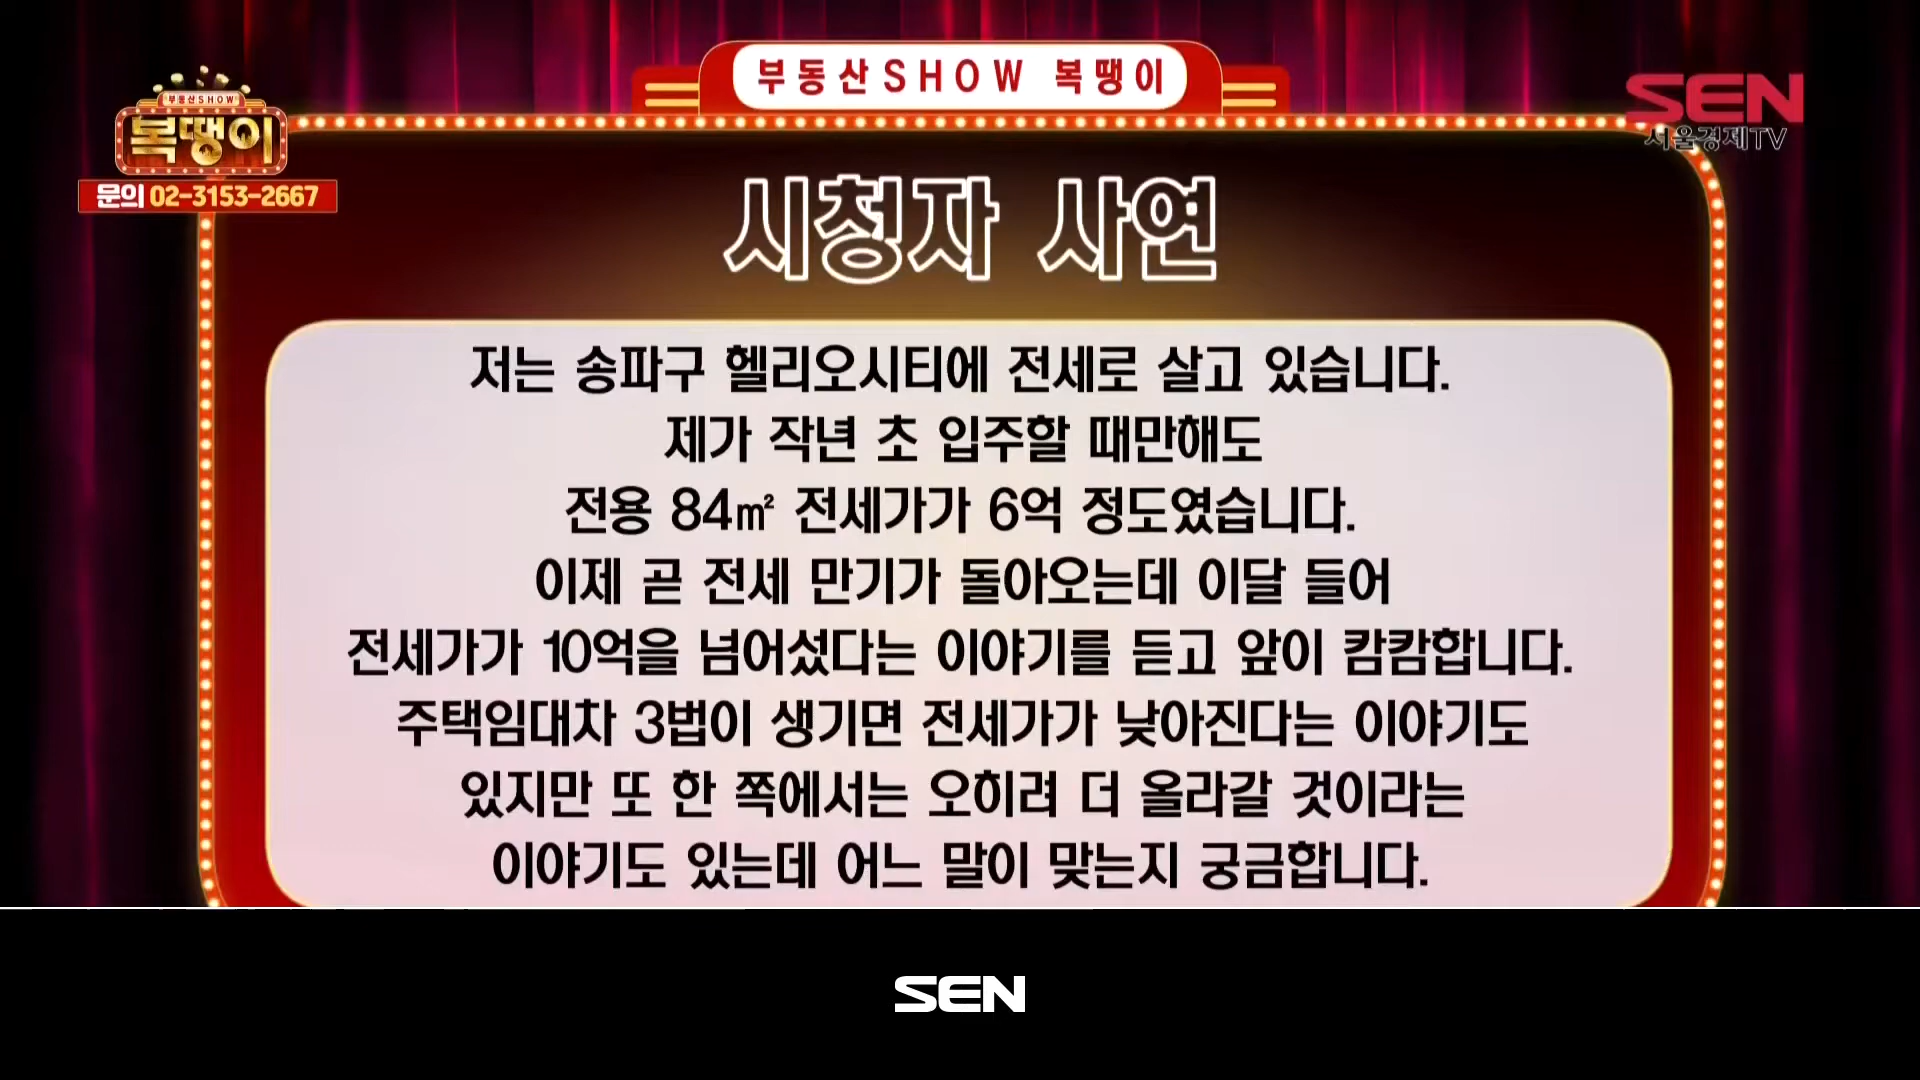 부동산SHOW 복땡이
부동산SHOW
복땡이
문의 02-3153-2667
SEN
서울경제TV
시청자 사연
저는 송파구 헬리오시티에 전세로 살고 있습니다.
제가 작년 초 입주할 때만해도
전용 84㎡ 전세가가 6억 정도였습니다.
이제 곧 전세 만기가 돌아오는데 이달 들어
전세가가 10억을 넘어섰다는 이야기를 듣고 앞이 캄캄합니다.
주택임대차 3법이 생기면 전세가가 낮아진다는 이야기도
있지만 또 한 쪽에서는 오히려 더 올라갈 것이라는
이야기도 있는데 어느 말이 맞는지 궁금합니다.
SEN